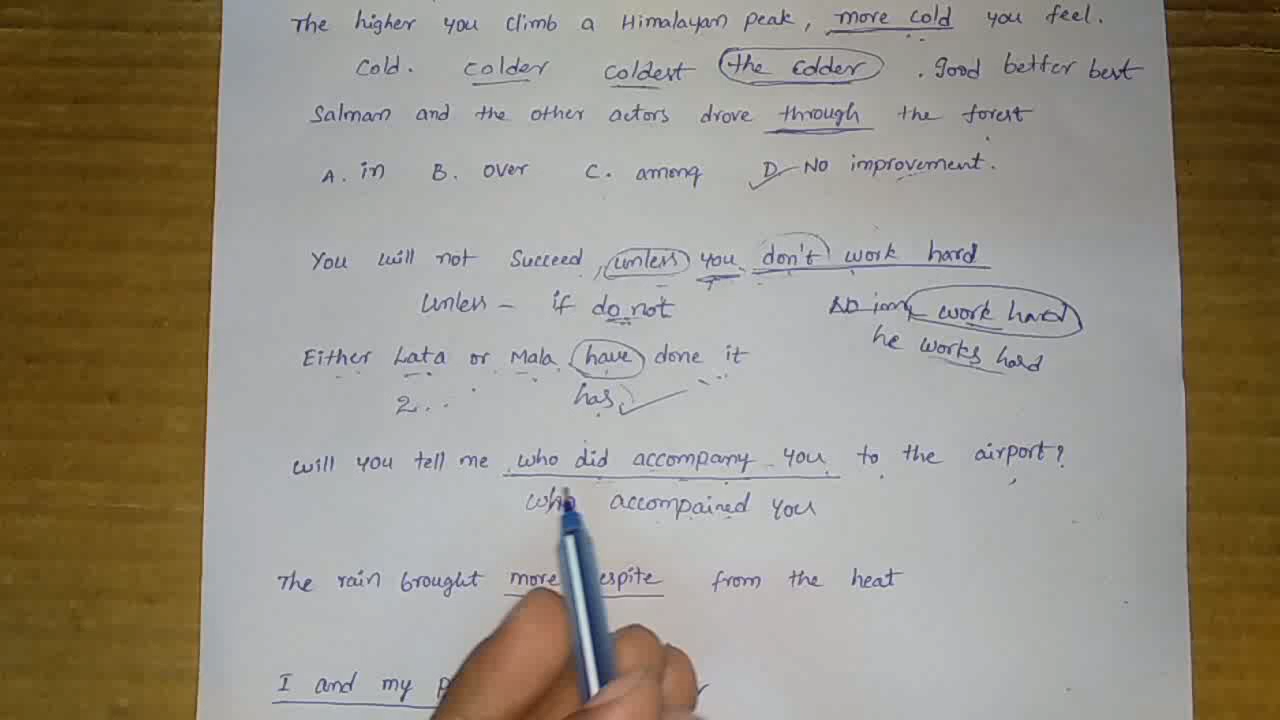 The higher you climb a Himalayan peak, more cold you feel.
Cold. Colder coldest the colder . Good better best
Salman and the other actors drove through the forest
A. in B. over C. among D No improvement.
You will not Succeed, unless you don't work hard
Unless - if do not work hard
he works hard
Either Lata or Mala have done it
2... has
Will you tell me who did accompany you to the airport?
who accompained you
The rain brought more from the heat
I and my